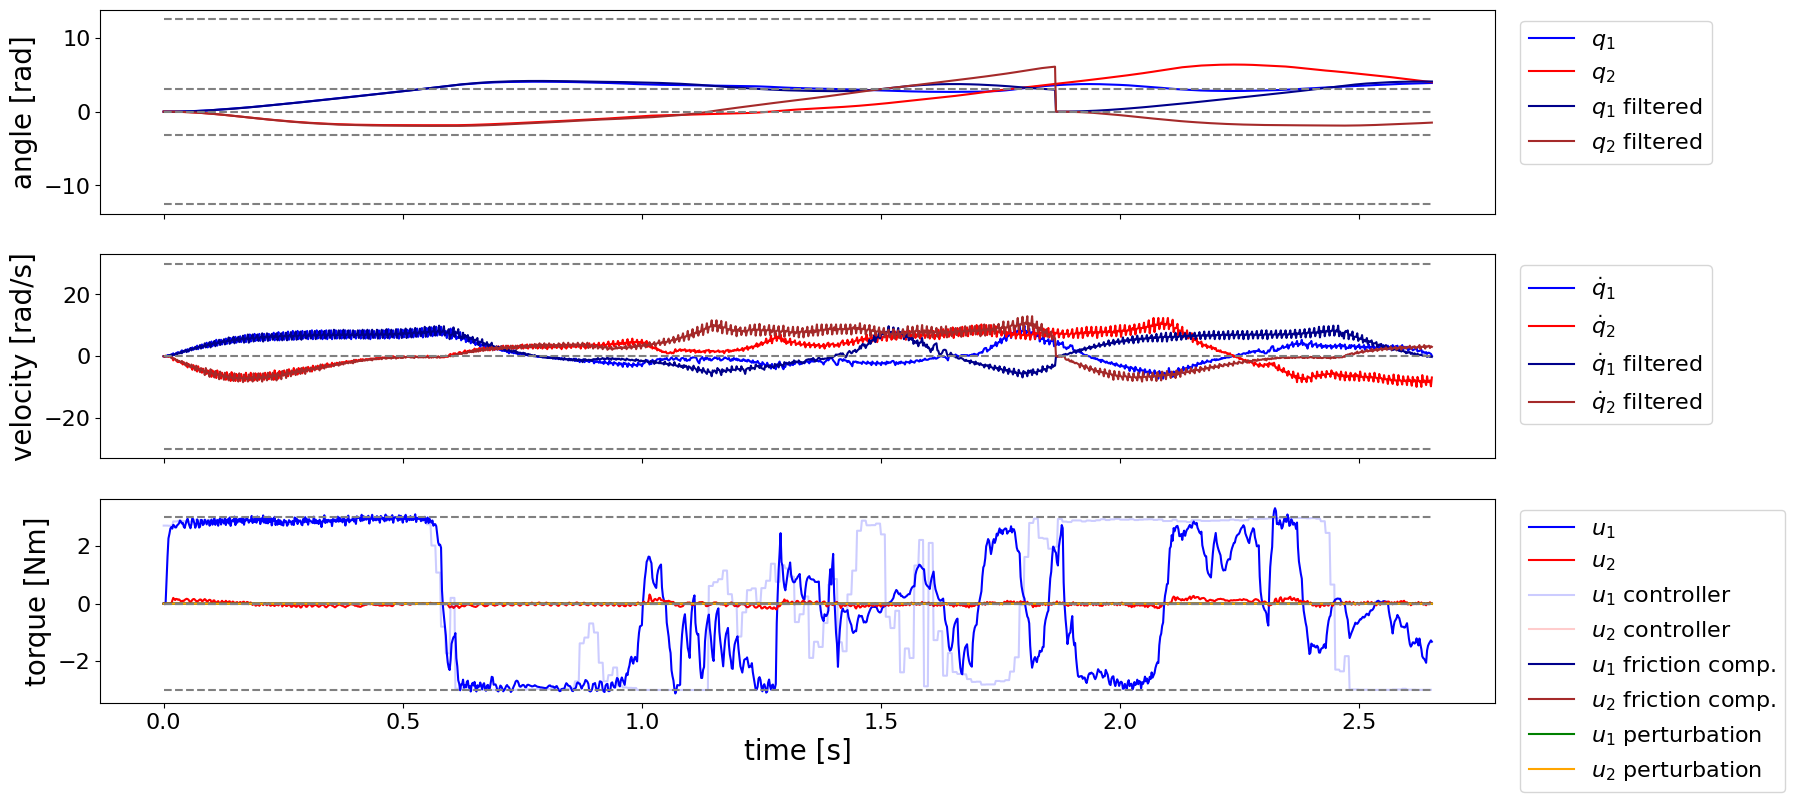 angle [rad]
10
0
−10
q₁
q₂
q₁ filtered
q₂ filtered
velocity [rad/s]
20
0
−20
q̇₁
q̇₂
q̇₁ filtered
q̇₂ filtered
torque [Nm]
2
0
−2
0.0 0.5 1.0 1.5 2.0 2.5
time [s]
u₁
u₂
u₁ controller
u₂ controller
u₁ friction comp.
u₂ friction comp.
u₁ perturbation
u₂ perturbation